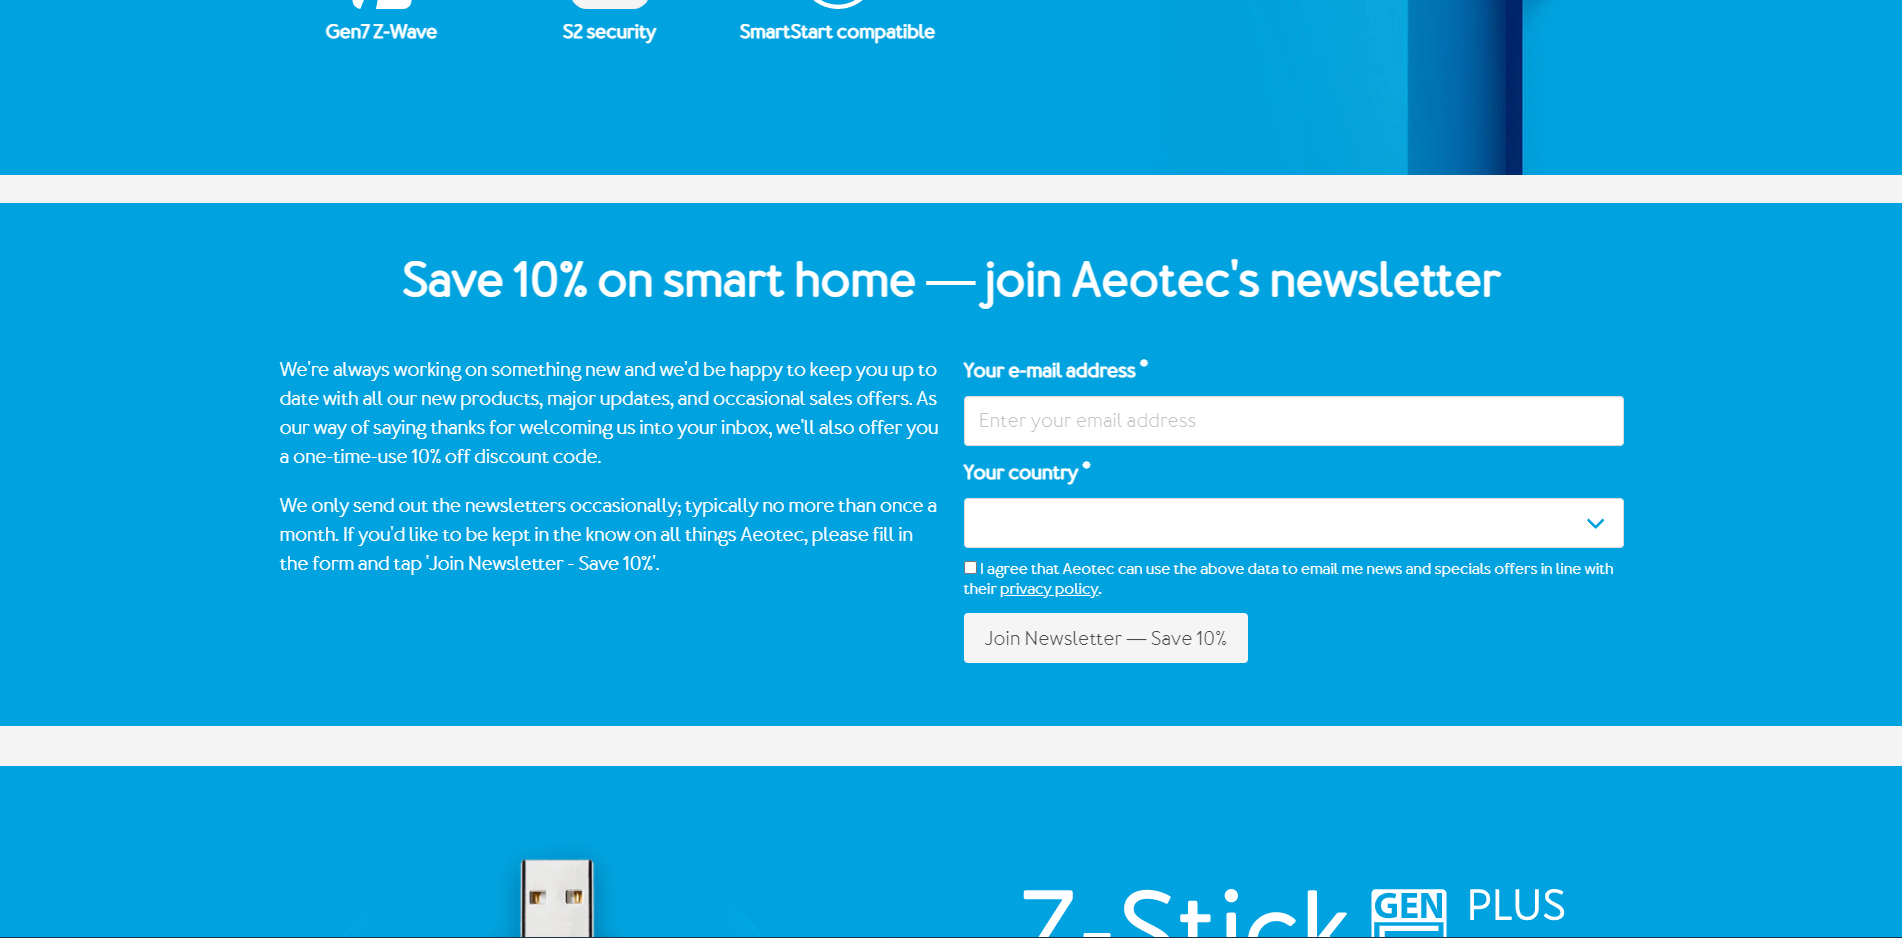 Gen7 Z-Wave
S2 security
SmartStart compatible
Save 10% on smart home — join Aeotec's newsletter
We're always working on something new and we'd be happy to keep you up to
date with all our new products, major updates, and occasional sales offers. As
our way of saying thanks for welcoming us into your inbox, we'll also offer you
a one-time-use 10% off discount code.
We only send out the newsletters occasionally; typically no more than once a
month. If you'd like to be kept in the know on all things Aeotec, please fill in
the form and tap 'Join Newsletter - Save 10%'.
Your e-mail address *
Enter your email address
Your country *
I agree that Aeotec can use the above data to email me news and specials offers in line with
their privacy policy.
Join Newsletter — Save 10%
Z-Stick GEN PLUS